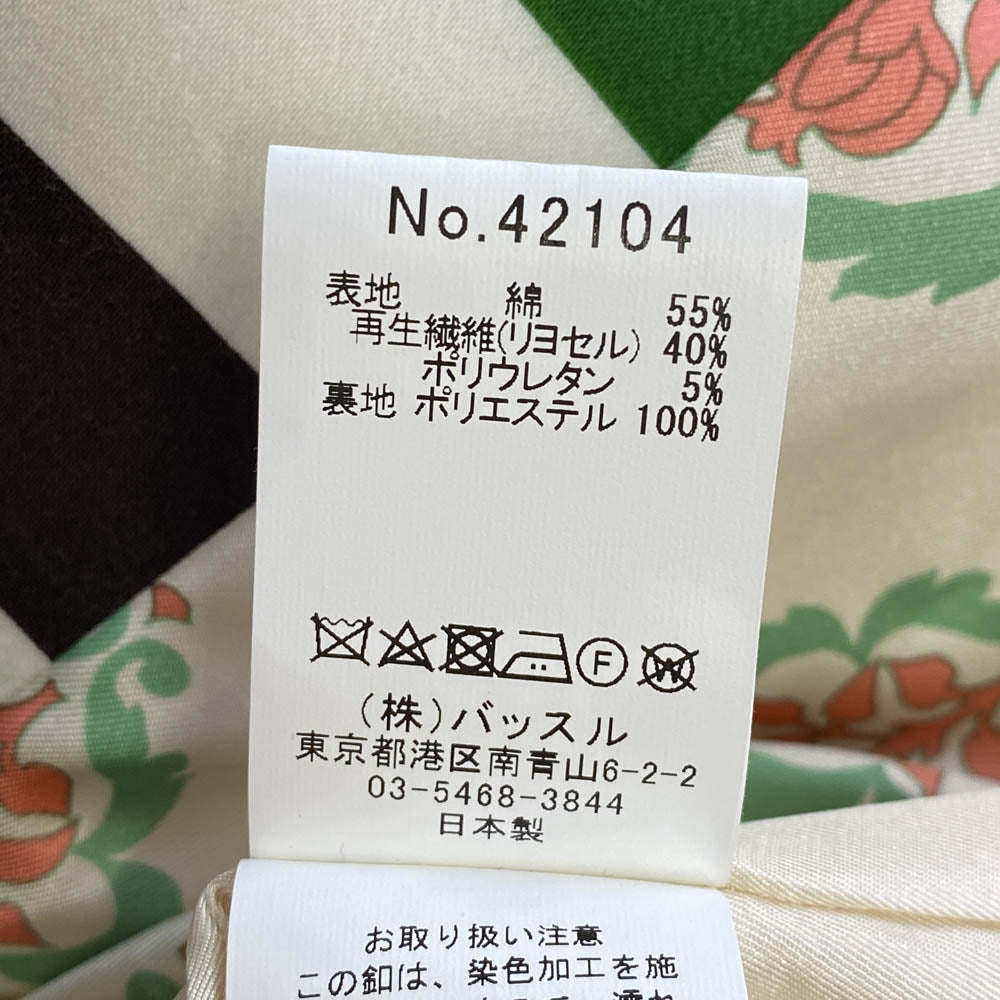 No.42104
表地 綿 55%
再生繊維(リヨセル) 40%
ポリウレタン 5%
裏地 ポリエステル 100%
F
W
(株)バッスル
東京都港区南青山6-2-2
03-5468-3844
日本製
お取り扱い注意
この釦は、染色加工を施